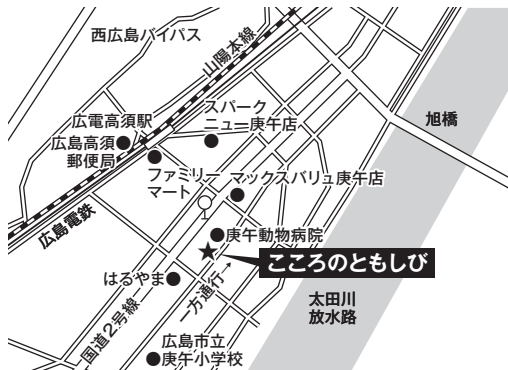 西広島バイパス
山陽本線
旭橋
広電高須駅
スパーク
ニュー庚午店
広島高須
郵便局
ファミリー
マート
マックスバリュ庚午店
広島電鉄
1
庚午動物病院
こころのともしび
はるやま
一方通行→
太田川
放水路
国道2号線
広島市立
庚午小学校